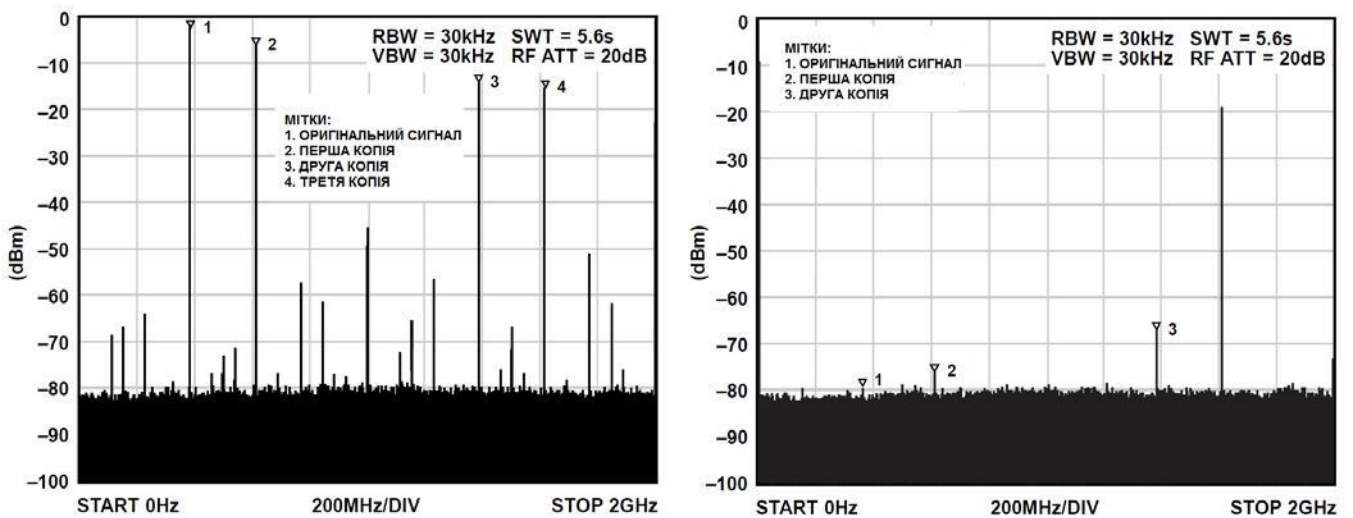 0
–10
–20
–30
–40
–50
–60
–70
–80
–90
–100
(dBm)
RBW = 30kHz SWT = 5.6s
VBW = 30kHz RF ATT = 20dB
1
2
3
4
МІТКИ:
1. ОРИГІНАЛЬНИЙ СИГНАЛ
2. ПЕРША КОПІЯ
3. ДРУГА КОПІЯ
4. ТРЕТЯ КОПІЯ
START 0Hz 200MHz/DIV STOP 2GHz
0
–10
–20
–30
–40
–50
–60
–70
–80
–90
–100
(dBm)
МІТКИ:
1. ОРИГІНАЛЬНИЙ СИГНАЛ
2. ПЕРША КОПІЯ
3. ДРУГА КОПІЯ
RBW = 30kHz SWT = 5.6s
VBW = 30kHz RF ATT = 20dB
1
2
3
START 0Hz 200MHz/DIV STOP 2GHz